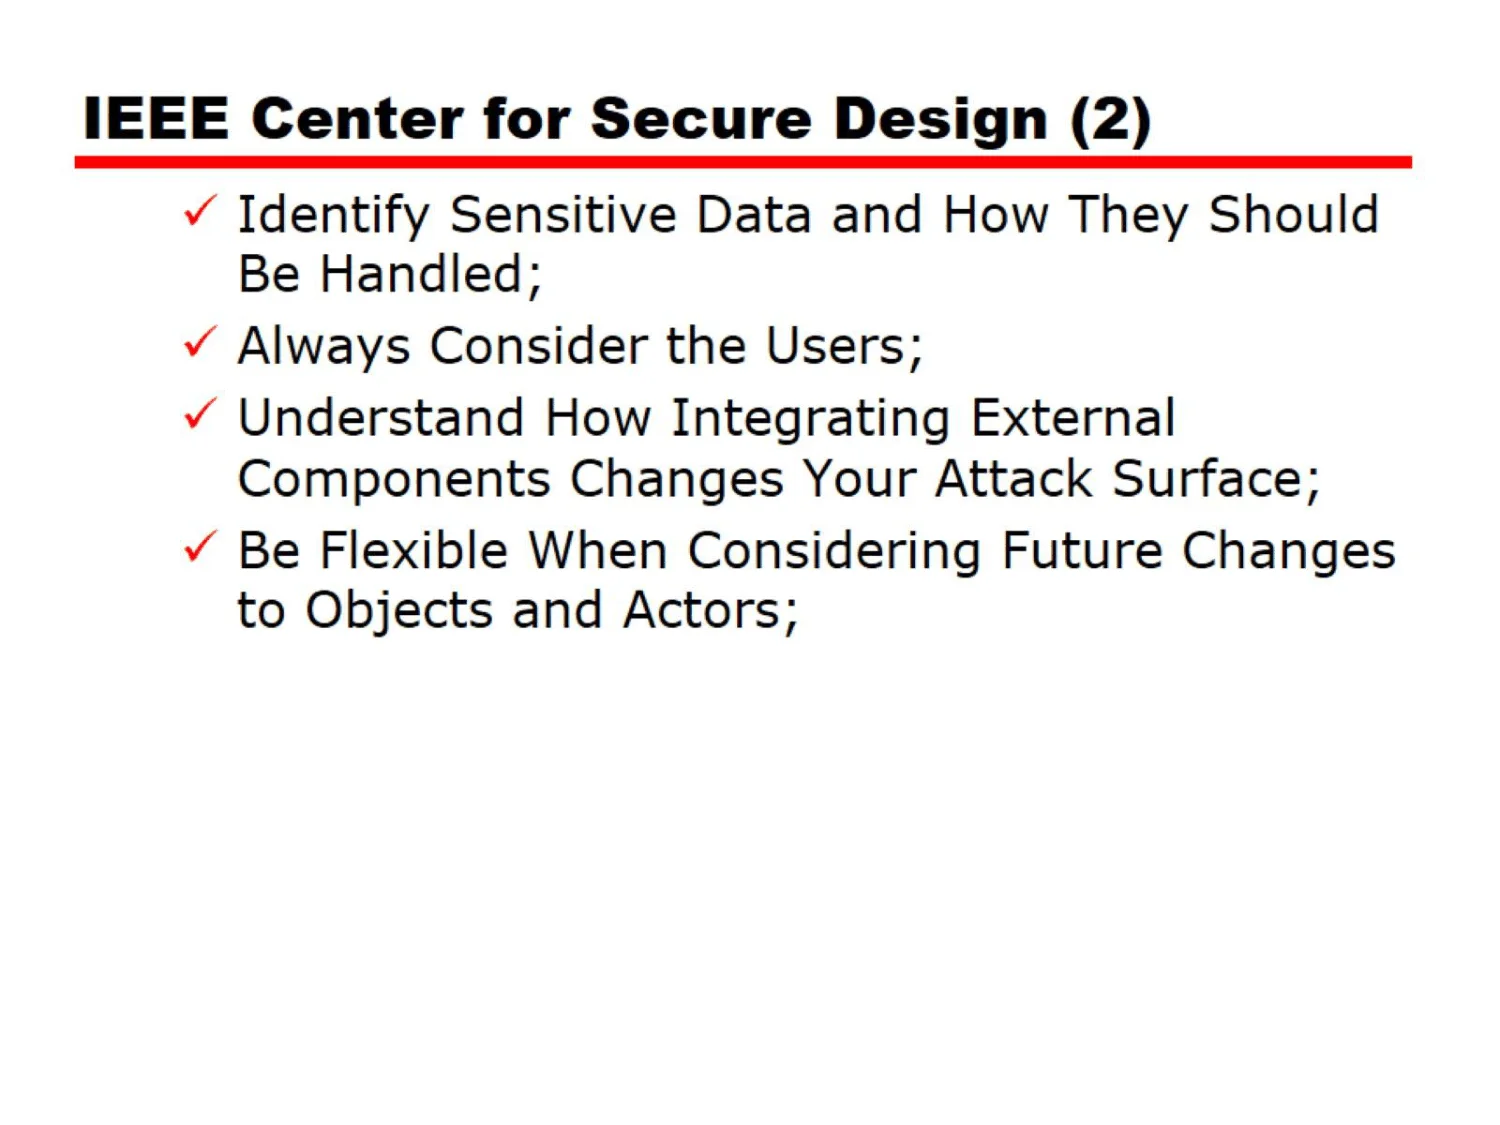 IEEE Center for Secure Design (2)
✓ Identify Sensitive Data and How They Should
Be Handled;
✓ Always Consider the Users;
✓ Understand How Integrating External
Components Changes Your Attack Surface;
✓ Be Flexible When Considering Future Changes
to Objects and Actors;